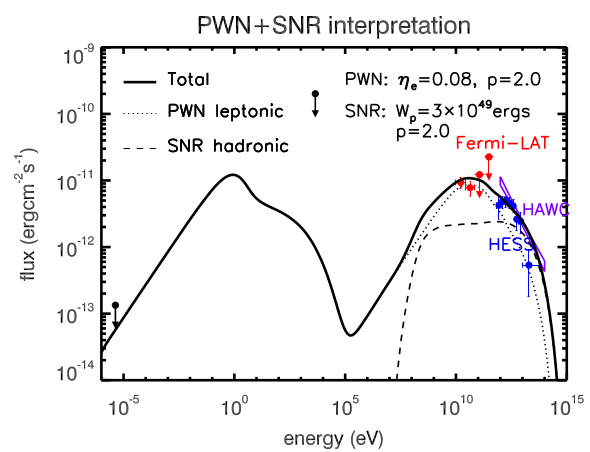 PWN+SNR interpretation
10⁻⁹
10⁻¹⁰
10⁻¹¹
10⁻¹²
10⁻¹³
10⁻¹⁴
flux (ergcm⁻²s⁻¹)
Total
PWN leptonic
SNR hadronic
PWN: ηₑ=0.08, p=2.0
SNR: Wₚ=3×10⁴⁹ergs
p=2.0
Fermi-LAT
HAWC
HESS
10⁻⁵
10⁰
10⁵
10¹⁰
10¹⁵
energy (eV)